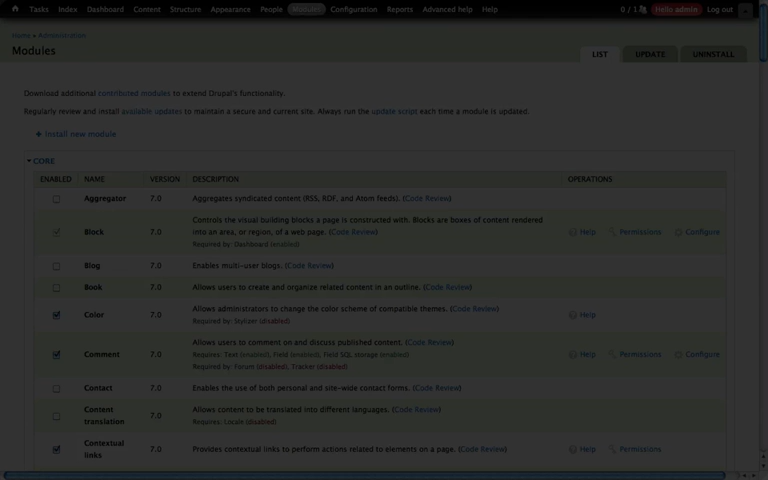 Tasks Index Dashboard Content Structure Appearance People Modules Configuration Reports Advanced help Help 0 / 1 Hello admin Log out
Home » Administration
Modules
LIST UPDATE UNINSTALL
Download additional contributed modules to extend Drupal's functionality.
Regularly review and install available updates to maintain a secure and current site. Always run the update script each time a module is updated.
+ Install new module
CORE
ENABLED NAME VERSION DESCRIPTION OPERATIONS
Aggregator 7.0 Aggregates syndicated content (RSS, RDF, and Atom feeds). (Code Review)
Controls the visual building blocks a page is constructed with. Blocks are boxes of content rendered
Block 7.0 into an area, or region, of a web page. (Code Review) Help Permissions Configure
Required by: Dashboard (enabled)
Blog 7.0 Enables multi-user blogs. (Code Review)
Book 7.0 Allows users to create and organize related content in an outline. (Code Review)
Color 7.0 Allows administrators to change the color scheme of compatible themes. (Code Review) Help
Required by: Stylizer (disabled)
Allows users to comment on and discuss published content. (Code Review)
Comment 7.0 Requires: Text (enabled), Field (enabled), Field SQL storage (enabled) Help Permissions Configure
Required by: Forum (disabled), Tracker (disabled)
Contact 7.0 Enables the use of both personal and site-wide contact forms. (Code Review)
Content translation 7.0 Allows content to be translated into different languages. (Code Review)
Requires: Locale (disabled)
Contextual links 7.0 Provides contextual links to perform actions related to elements on a page. (Code Review) Help Permissions